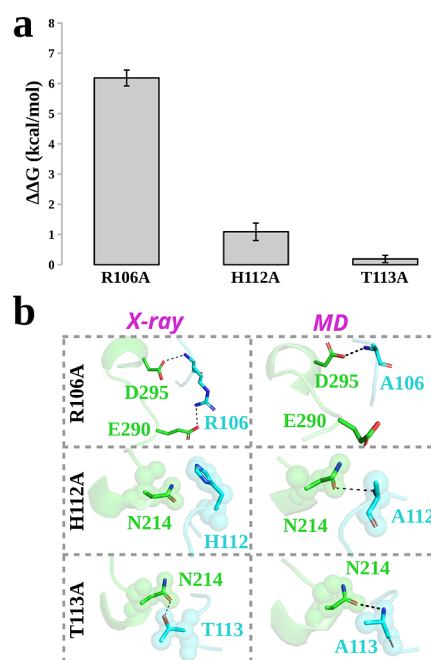 a
ΔΔG (kcal/mol)
8
7
6
5
4
3
2
1
0
R106A H112A T113A
b
X-ray MD
R106A
D295
R106
E290
D295
A106
E290
H112A
N214
H112
N214
A112
T113A
N214
T113
N214
A113